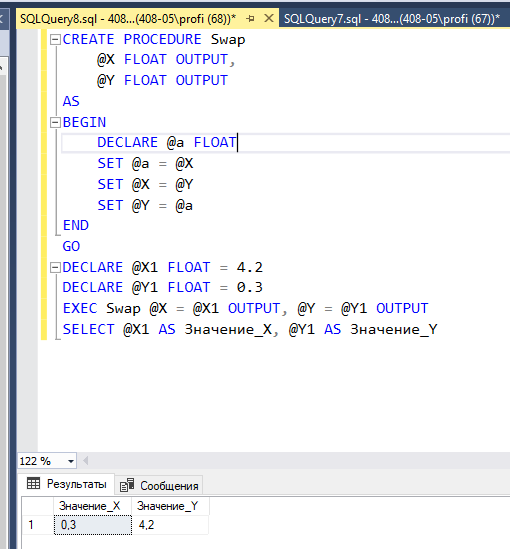 SQLQuery8.sql - 408...(408-05\profi (68))* SQLQuery7.sql - 408...(408-05\profi (67))*
CREATE PROCEDURE Swap
@X FLOAT OUTPUT,
@Y FLOAT OUTPUT
AS
BEGIN
DECLARE @a FLOAT
SET @a = @X
SET @X = @Y
SET @Y = @a
END
GO
DECLARE @X1 FLOAT = 4.2
DECLARE @Y1 FLOAT = 0.3
EXEC Swap @X = @X1 OUTPUT, @Y = @Y1 OUTPUT
SELECT @X1 AS Значение_X, @Y1 AS Значение_Y
122 %
Результаты Сообщения
Значение_X Значение_Y
1 0,3 4,2